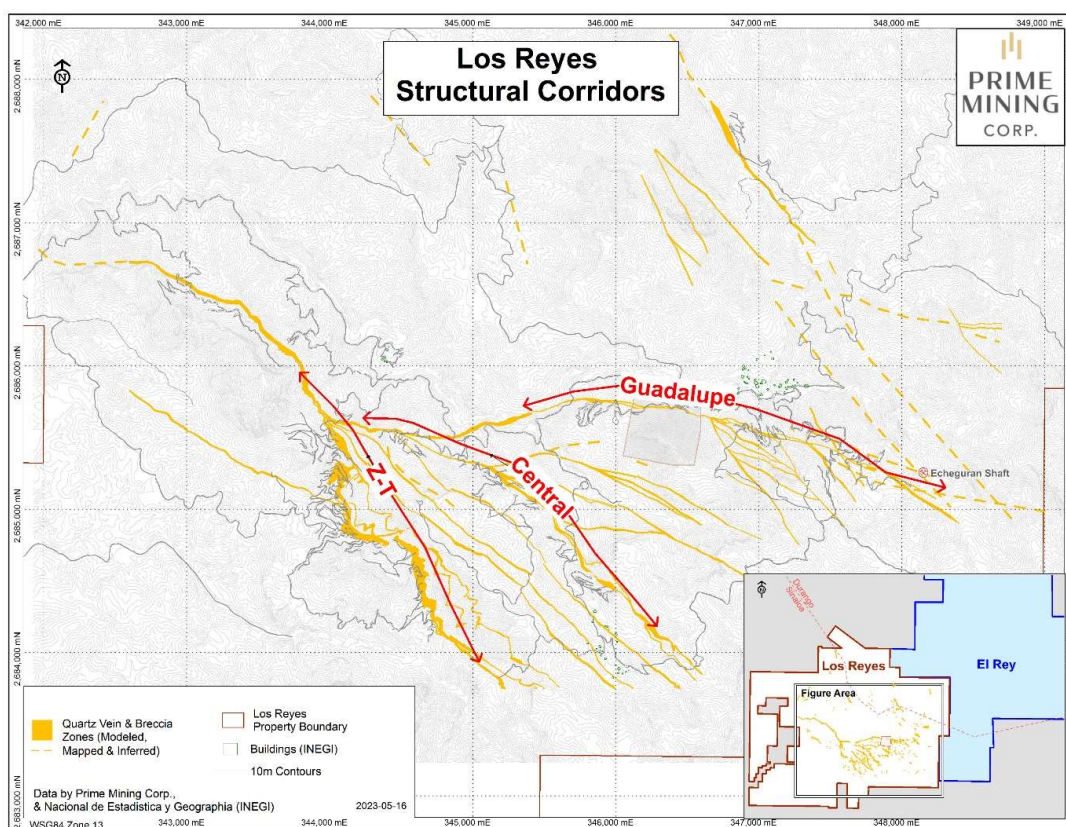 342,000 mE
343,000 mE
344,000 mE
345,000 mE
346,000 mE
347,000 mE
348,000 mE
349,000 mE
Los Reyes
Structural Corridors
PRIME
MINING
CORP.
N
2,688,000 mN
2,687,000 mN
2,686,000 mN
2,685,000 mN
2,684,000 mN
2,683,000 mN
Guadalupe
Central
Z-T
Echeguran Shaft
Durango
Sinaloa
Los Reyes
El Rey
Figure Area
Quartz Vein & Breccia
Zones (Modeled,
Mapped & Inferred)
Los Reyes
Property Boundary
Buildings (INEGI)
10m Contours
Data by Prime Mining Corp.,
& Nacional de Estadistica y Geographia (INEGI)
2023-05-16
WSG84 Zone 13
343,000 mE
344,000 mE
345,000 mE
346,000 mE
347,000 mE
348,000 mE